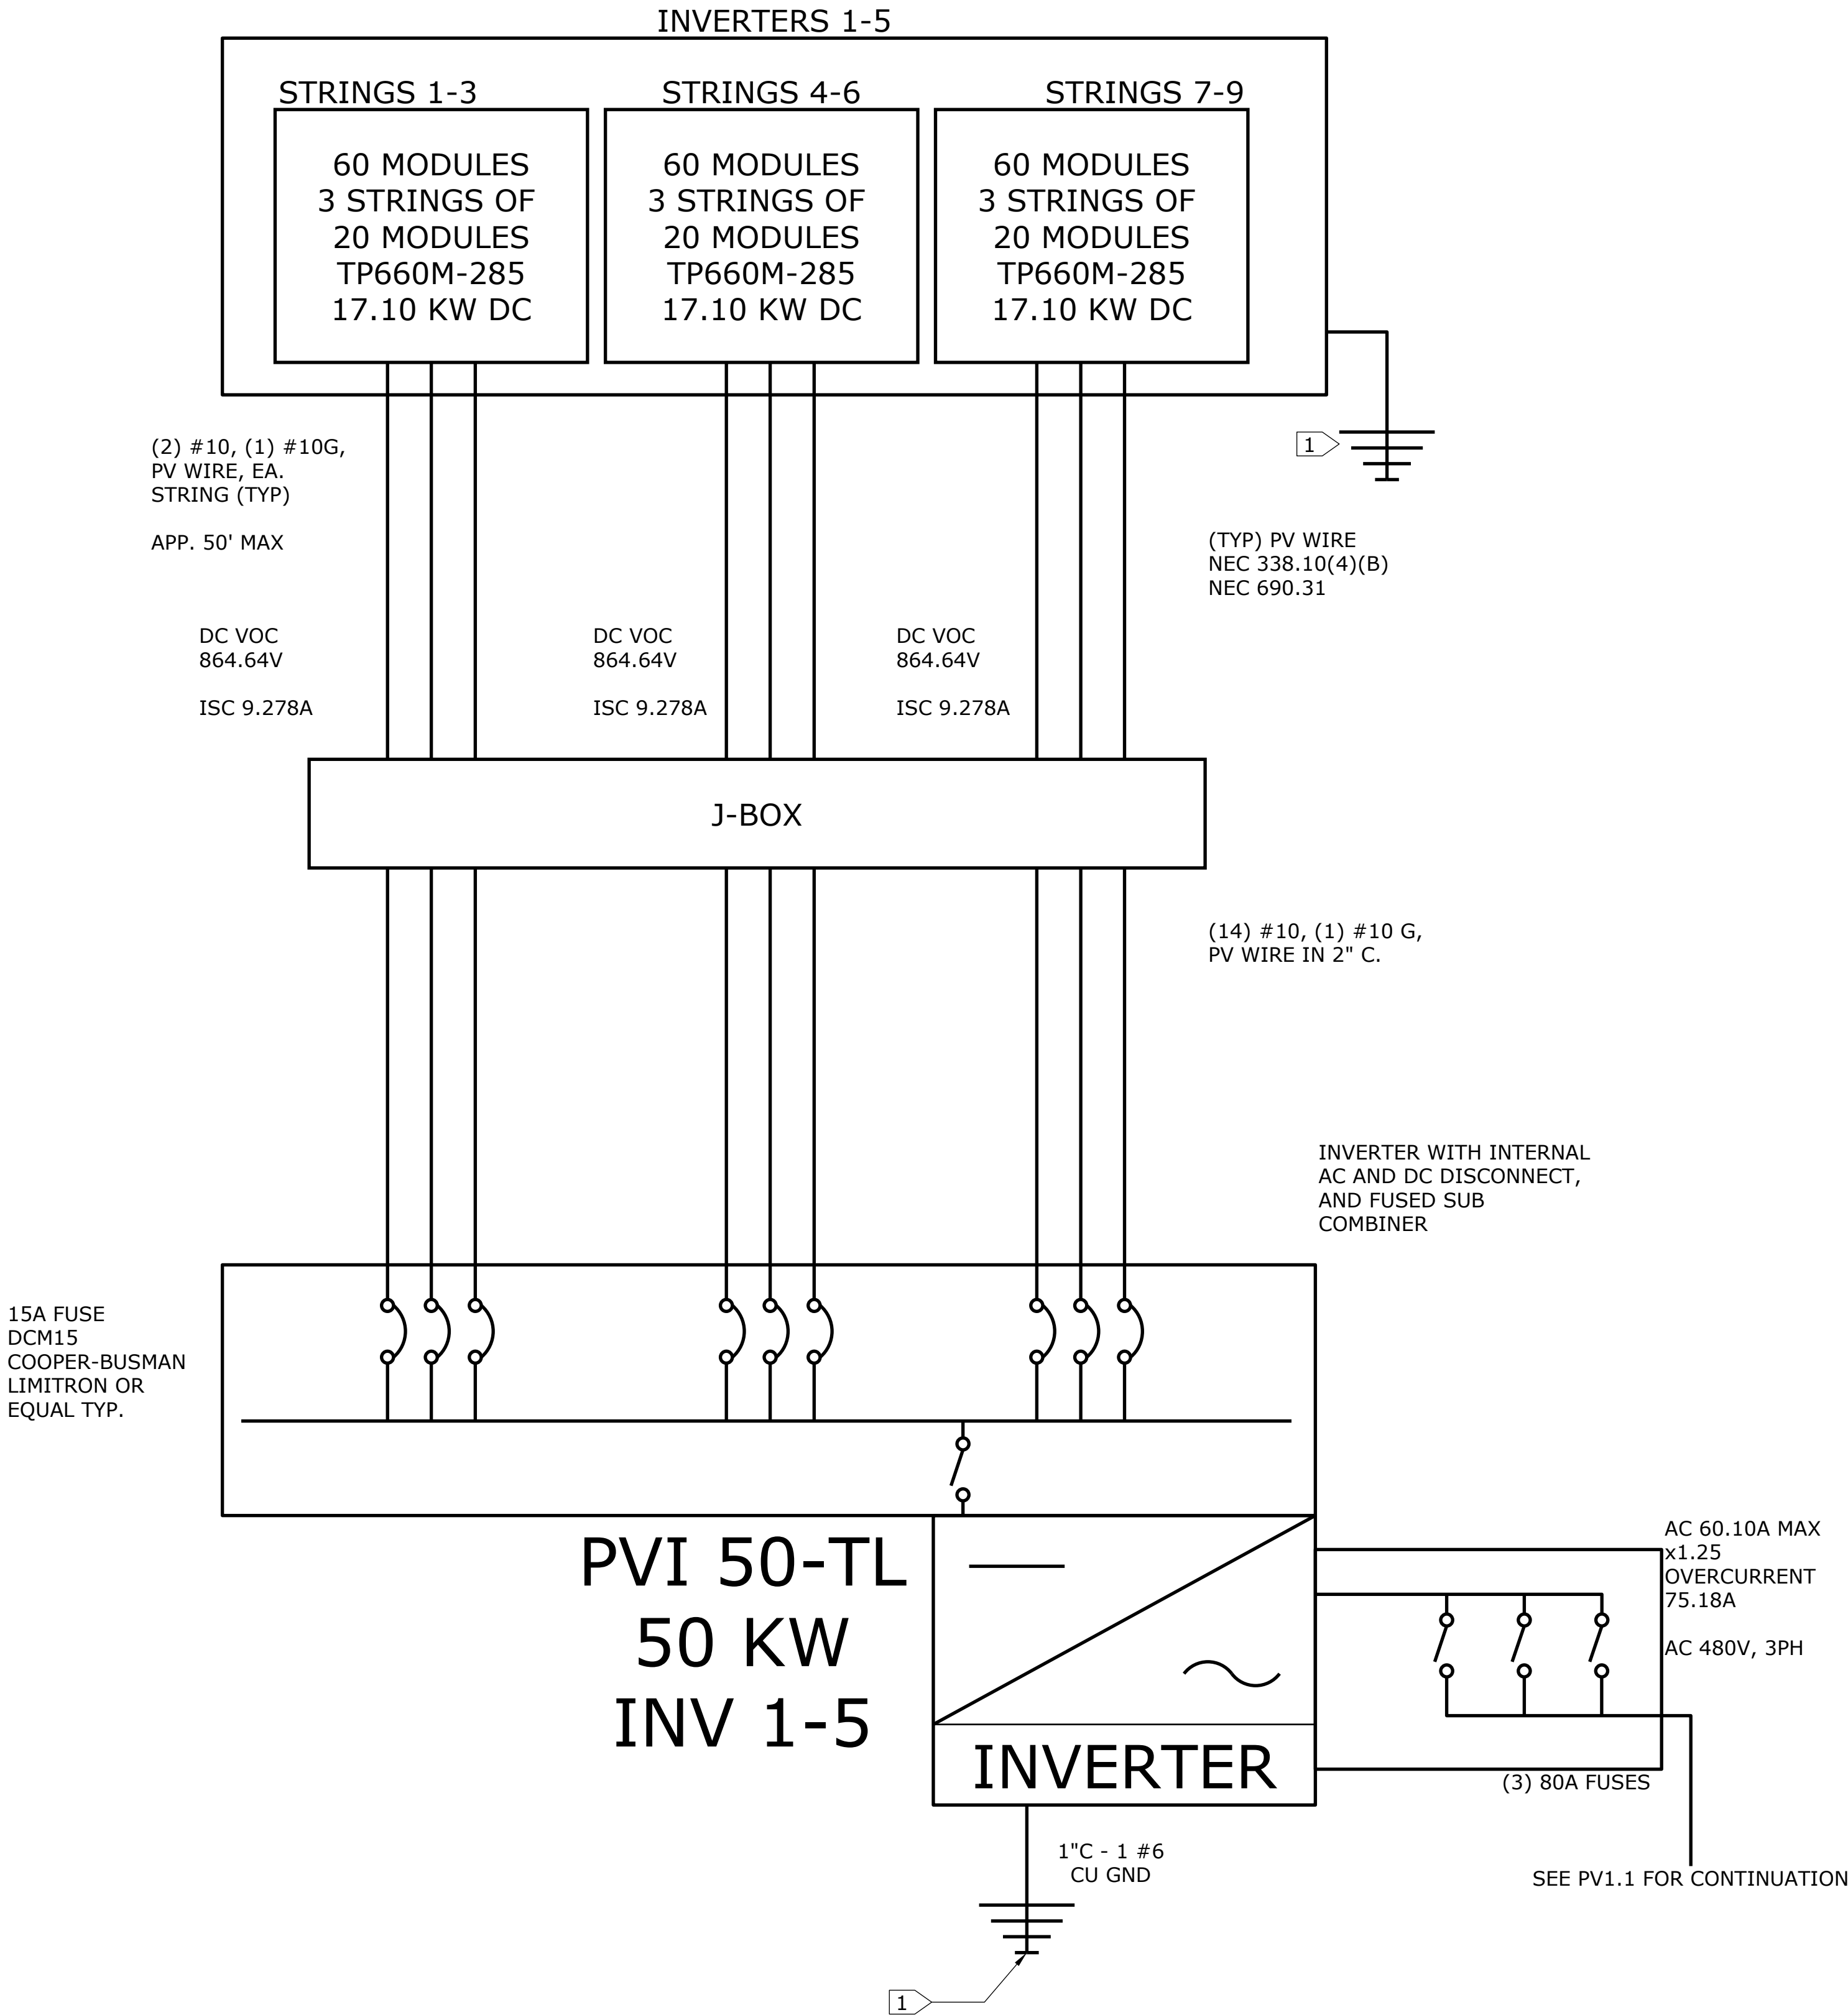 INVERTERS 1-5
STRINGS 1-3
60 MODULES
3 STRINGS OF
20 MODULES
TP660M-285
17.10 KW DC
STRINGS 4-6
60 MODULES
3 STRINGS OF
20 MODULES
TP660M-285
17.10 KW DC
STRINGS 7-9
60 MODULES
3 STRINGS OF
20 MODULES
TP660M-285
17.10 KW DC
(2) #10, (1) #10G,
PV WIRE, EA.
STRING (TYP)
APP. 50' MAX
1
(TYP) PV WIRE
NEC 338.10(4)(B)
NEC 690.31
DC VOC
864.64V
ISC 9.278A
DC VOC
864.64V
ISC 9.278A
DC VOC
864.64V
ISC 9.278A
J-BOX
(14) #10, (1) #10 G,
PV WIRE IN 2" C.
INVERTER WITH INTERNAL
AC AND DC DISCONNECT,
AND FUSED SUB
COMBINER
15A FUSE
DCM15
COOPER-BUSMAN
LIMITRON OR
EQUAL TYP.
PVI 50-TL
50 KW
INV 1-5
INVERTER
AC 60.10A MAX
x1.25
OVERCURRENT
75.18A
AC 480V, 3PH
(3) 80A FUSES
1"C - 1 #6
CU GND
SEE PV1.1 FOR CONTINUATION
1